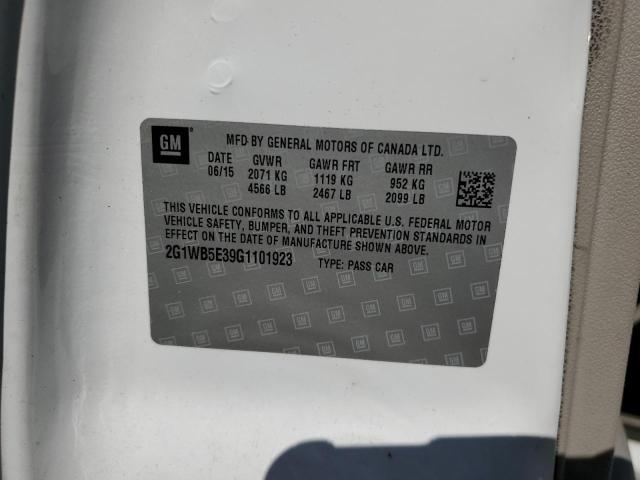 GM
MFD BY GENERAL MOTORS OF CANADA LTD.
DATE GVWR GAWR FRT GAWR RR
06/15 2071 KG 1119 KG 952 KG
4566 LB 2467 LB 2099 LB
THIS VEHICLE CONFORMS TO ALL APPLICABLE U.S. FEDERAL MOTOR
VEHICLE SAFETY, BUMPER, AND THEFT PREVENTION STANDARDS IN
EFFECT ON THE DATE OF MANUFACTURE SHOWN ABOVE.
2G1WB5E39G1101923 TYPE: PASS CAR